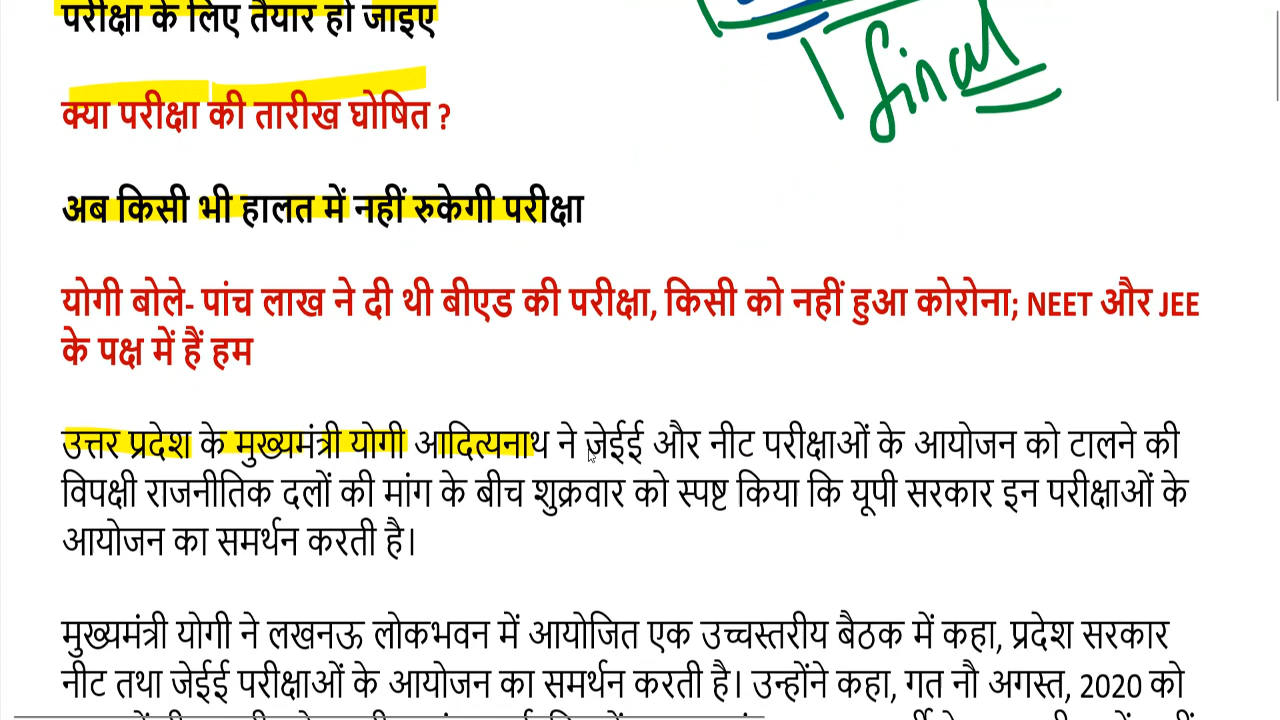 परीक्षा के लिए तैयार हो जाइए
final
क्या परीक्षा की तारीख घोषित ?
अब किसी भी हालत में नहीं रुकेगी परीक्षा
योगी बोले- पांच लाख ने दी थी बीएड की परीक्षा, किसी को नहीं हुआ कोरोना; NEET और JEE
के पक्ष में हैं हम
उत्तर प्रदेश के मुख्यमंत्री योगी आदित्यनाथ ने जेईई और नीट परीक्षाओं के आयोजन को टालने की
विपक्षी राजनीतिक दलों की मांग के बीच शुक्रवार को स्पष्ट किया कि यूपी सरकार इन परीक्षाओं के
आयोजन का समर्थन करती है।
मुख्यमंत्री योगी ने लखनऊ लोकभवन में आयोजित एक उच्चस्तरीय बैठक में कहा, प्रदेश सरकार
नीट तथा जेईई परीक्षाओं के आयोजन का समर्थन करती है। उन्होंने कहा, गत नौ अगस्त, 2020 को